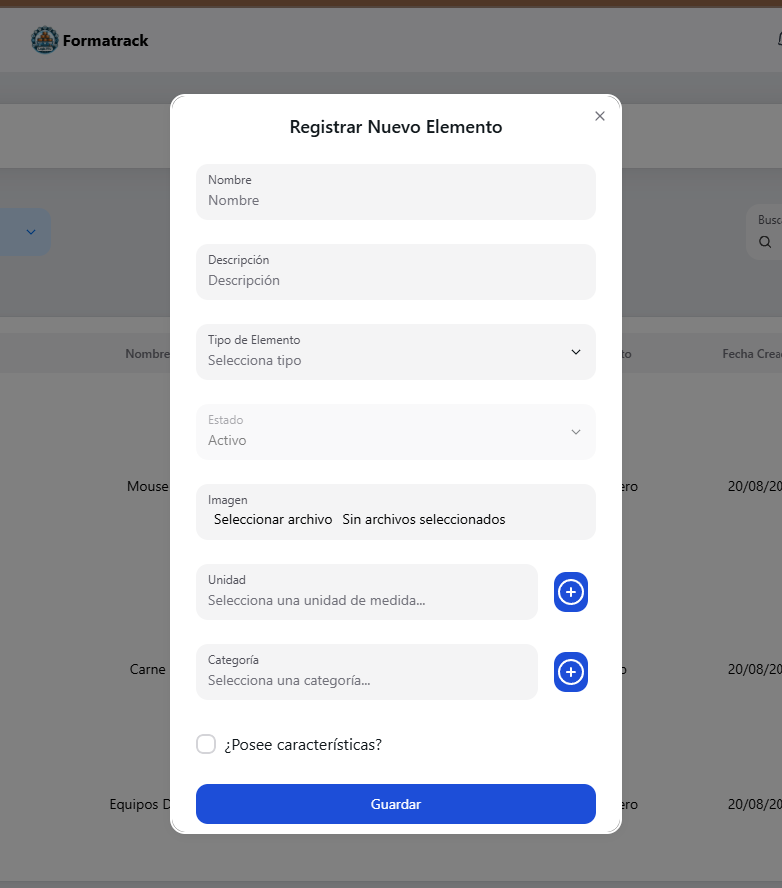 Formatrack
Registrar Nuevo Elemento
Nombre
Nombre
Descripción
Descripción
Busc
Tipo de Elemento
Selecciona tipo
Nombre
to
Fecha Crea
Estado
Activo
Mouse
ero
20/08/20
Imagen
Seleccionar archivo Sin archivos seleccionados
Unidad
Selecciona una unidad de medida...
Categoría
Selecciona una categoría...
Carne
o
20/08/20
¿Posee características?
Guardar
Equipos D
ero
20/08/20